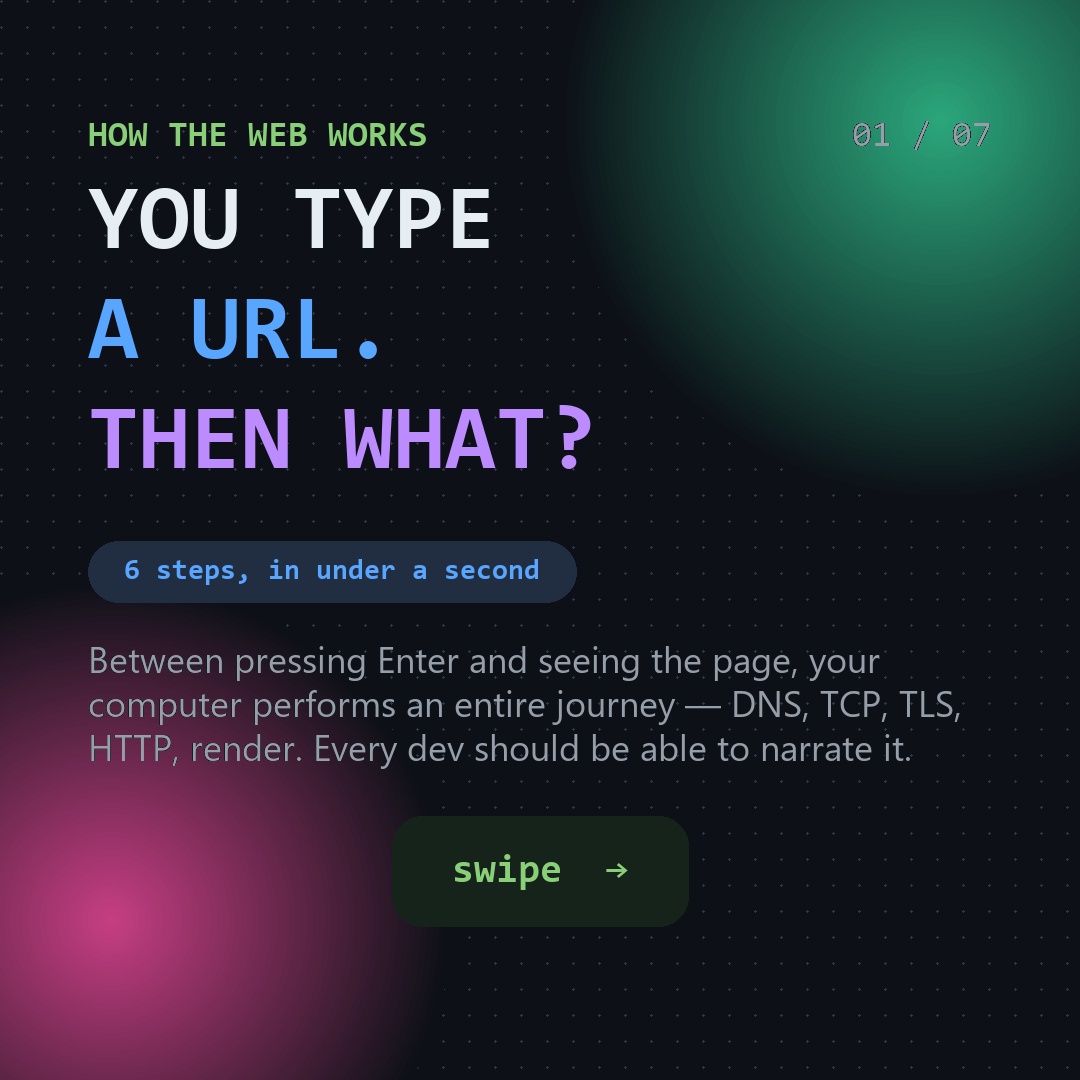 HOW THE WEB WORKS
01 / 07
YOU TYPE
A URL.
THEN WHAT?
6 steps, in under a second
Between pressing Enter and seeing the page, your
computer performs an entire journey — DNS, TCP, TLS,
HTTP, render. Every dev should be able to narrate it.
swipe →